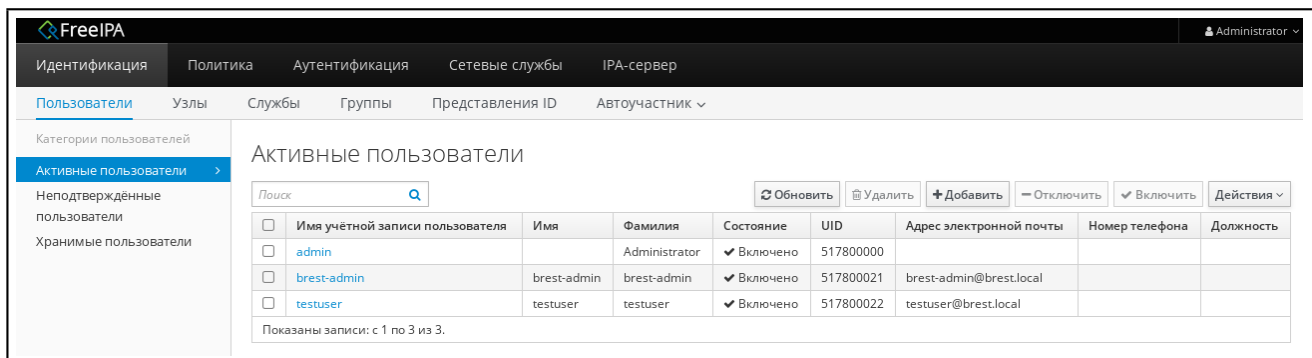 FreeIPA
Administrator
Идентификация Политика Аутентификация Сетевые службы IPA-сервер
Пользователи Узлы Службы Группы Представления ID Автоучастник
Категории пользователей
Активные пользователи
Неподтверждённые
пользователи
Хранимые пользователи
Активные пользователи
Поиск
Обновить Удалить Добавить Отключить Включить Действия
Имя учётной записи пользователя Имя Фамилия Состояние UID Адрес электронной почты Номер телефона Должность
admin Administrator Включено 517800000
brest-admin brest-admin brest-admin Включено 517800021 brest-admin@brest.local
testuser testuser testuser Включено 517800022 testuser@brest.local
Показаны записи: с 1 по 3 из 3.